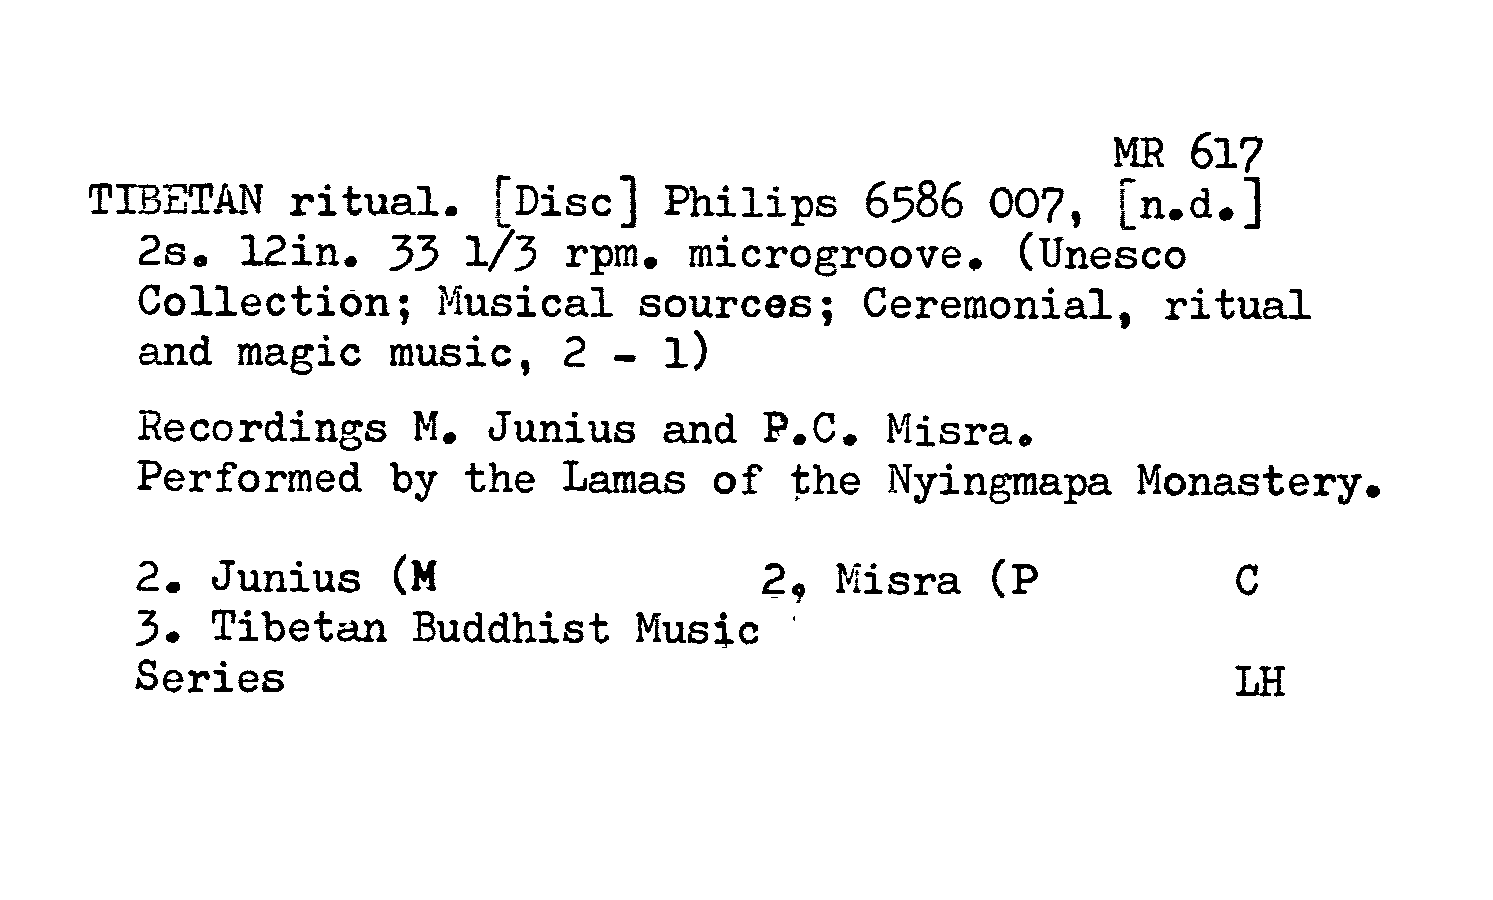 MR 617
TIBETAN ritual. [Disc] Philips 6586 007, [n.d.]
2s. 12in. 33 1/3 rpm. microgroove. (Unesco
Collection; Musical sources; Ceremonial, ritual
and magic music, 2 - 1)
Recordings M. Junius and P.C. Misra.
Performed by the Lamas of the Nyingmapa Monastery.
2. Junius (M 2, Misra (P C
3. Tibetan Buddhist Music
Series LH